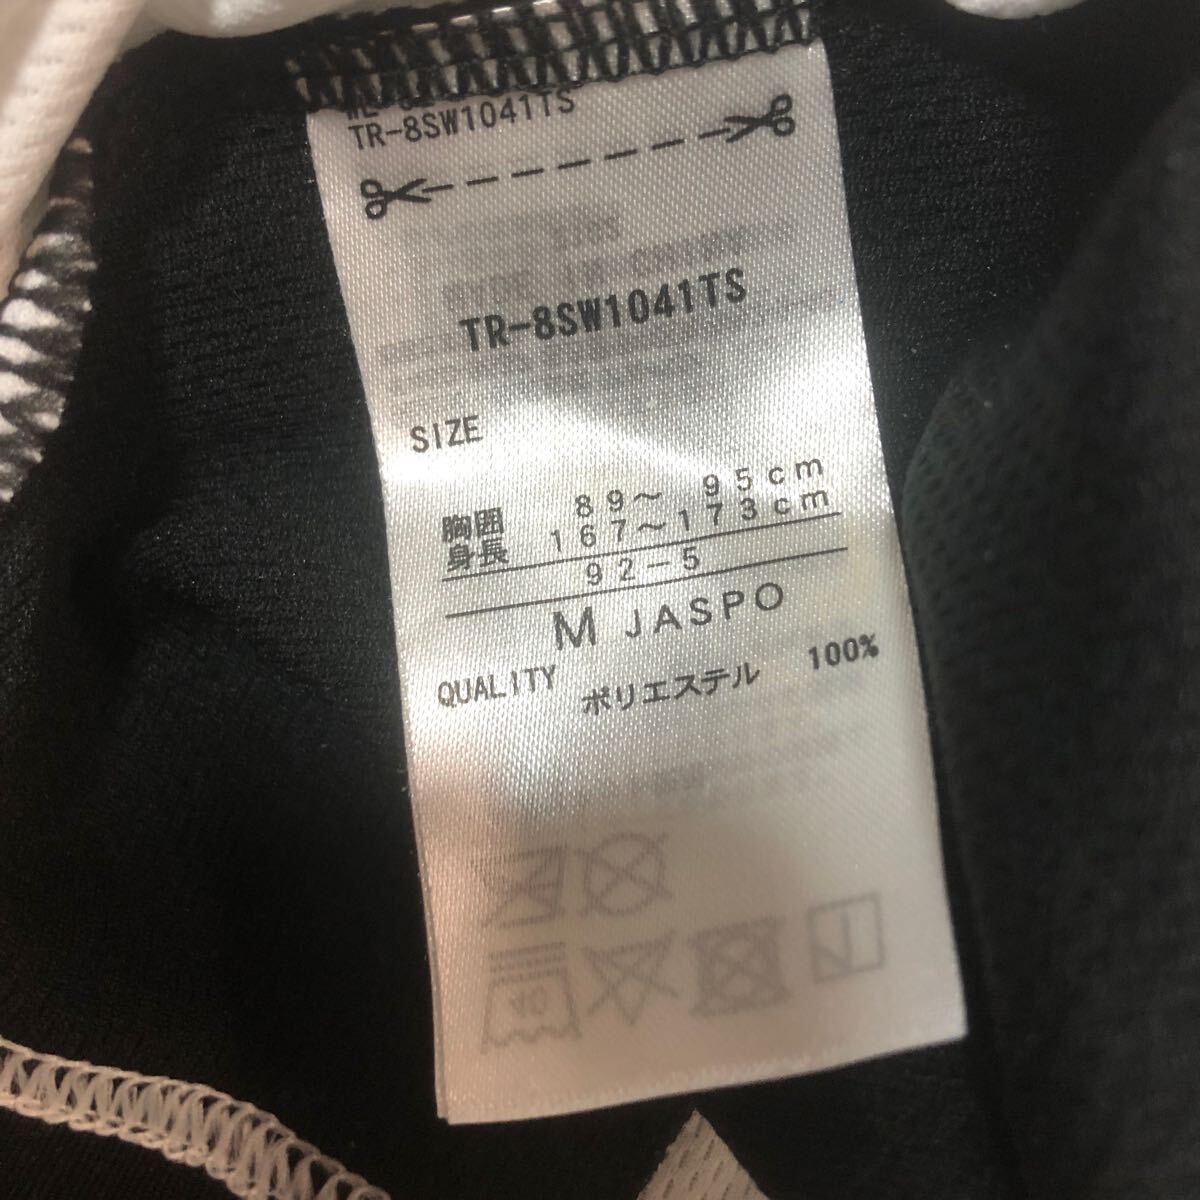 TR-8SW1041TS
TR-8SW1041TS
SIZE
胸囲 89～ 95cm
身長 167～173cm
92-5
M JASPO
QUALITY
ポリエステル 100%
40